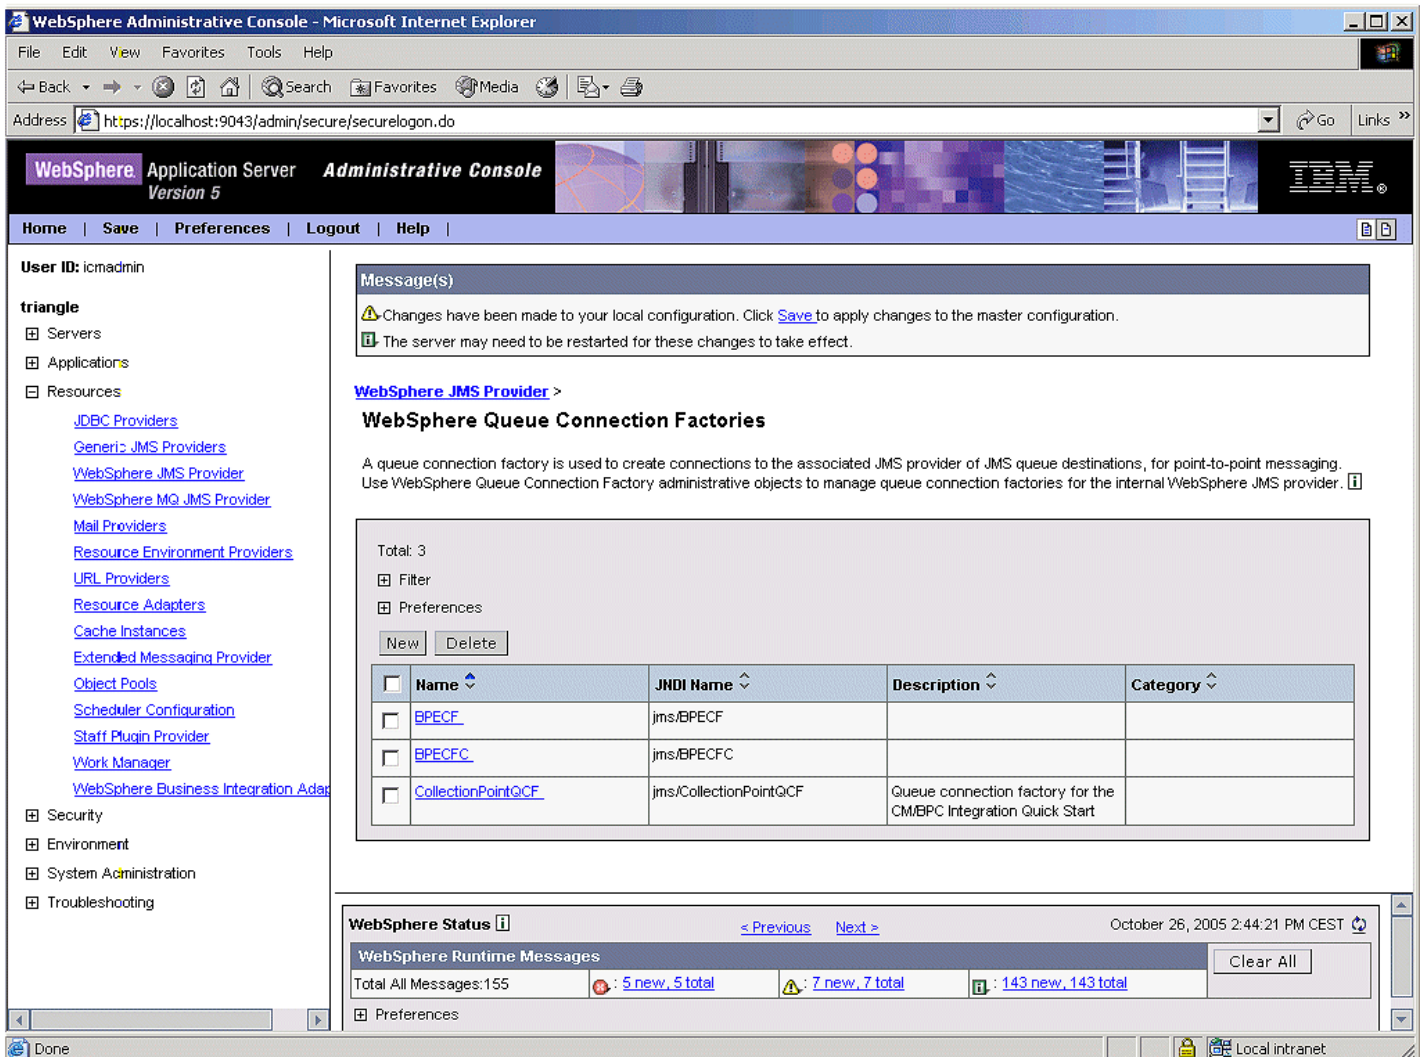 WebSphere Administrative Console - Microsoft Internet Explorer
File Edit View Favorites Tools Help
Back Search Favorites Media
Address https://localhost:9043/admin/secure/securelogon.do Go Links »
WebSphere Application Server Administrative Console
Version 5
IBM®
Home | Save | Preferences | Logout | Help |
User ID: icmadmin
triangle
Servers
Applications
Resources
JDBC Providers
Generic JMS Providers
WebSphere JMS Provider
WebSphere MQ JMS Provider
Mail Providers
Resource Environment Providers
URL Providers
Resource Adapters
Cache Instances
Extended Messaging Provider
Object Pools
Scheduler Configuration
Staff Plugin Provider
Work Manager
WebSphere Business Integration Adap
Security
Environment
System Administration
Troubleshooting
Message(s)
Changes have been made to your local configuration. Click Save to apply changes to the master configuration.
The server may need to be restarted for these changes to take effect.
WebSphere JMS Provider >
WebSphere Queue Connection Factories
A queue connection factory is used to create connections to the associated JMS provider of JMS queue destinations, for point-to-point messaging.
Use WebSphere Queue Connection Factory administrative objects to manage queue connection factories for the internal WebSphere JMS provider. i
Total: 3
Filter
Preferences
New Delete
Name JNDI Name Description Category
BPECF jms/BPECF
BPECFC jms/BPECFC
CollectionPointQCF jms/CollectionPointQCF Queue connection factory for the
CM/BPC Integration Quick Start
WebSphere Status i < Previous Next > October 26, 2005 2:44:21 PM CEST
WebSphere Runtime Messages
Clear All
Total All Messages:155 : 5 new, 5 total : 7 new, 7 total : 143 new, 143 total
Preferences
Done Local intranet